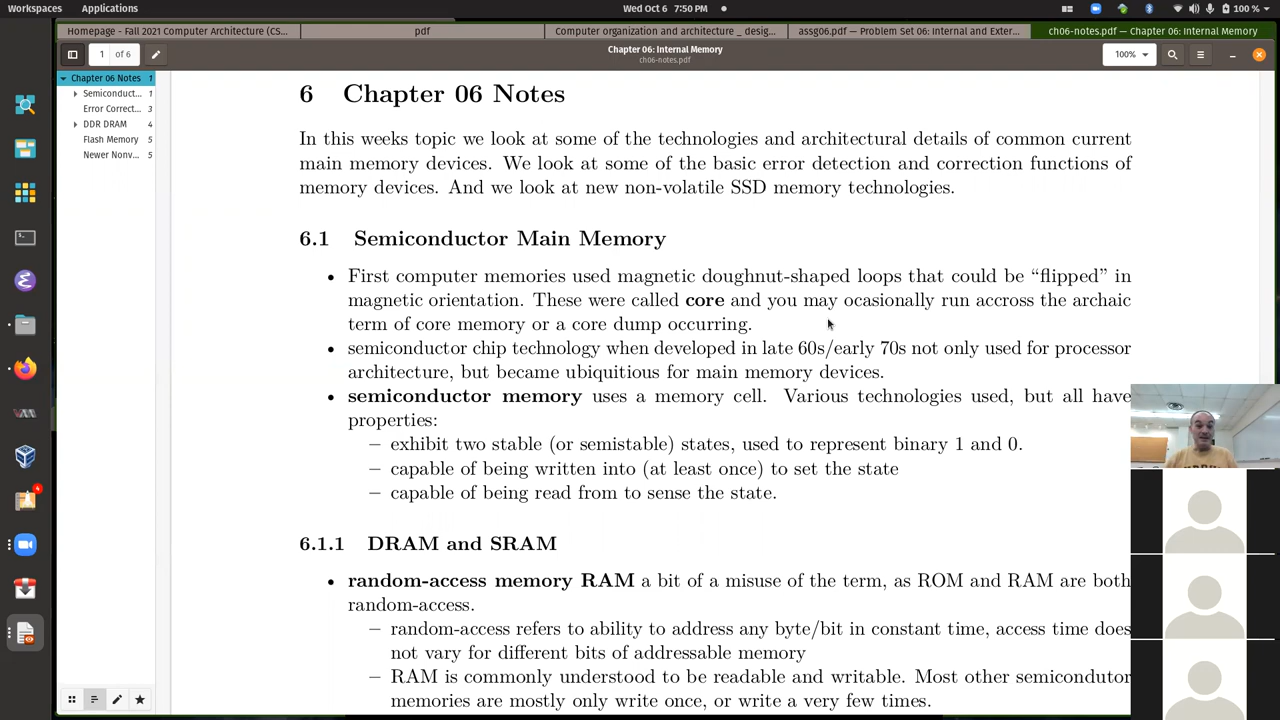 Workspaces Applications Wed Oct 6 7:50 PM 100 %
Homepage - Fall 2021 Computer Architecture (CS... pdf Computer organization and architecture _ desig... assg06.pdf — Problem Set 06: Internal and Exter... ch06-notes.pdf — Chapter 06: Internal Memory
1 of 6 Chapter 06: Internal Memory 100%
ch06-notes.pdf
Chapter 06 Notes 1
Semiconduct... 1
Error Correct... 3
DDR DRAM 4
Flash Memory 5
Newer Nonv... 5
6 Chapter 06 Notes
In this weeks topic we look at some of the technologies and architectural details of common current
main memory devices. We look at some of the basic error detection and correction functions of
memory devices. And we look at new non-volatile SSD memory technologies.
6.1 Semiconductor Main Memory
• First computer memories used magnetic doughnut-shaped loops that could be “flipped” in
magnetic orientation. These were called core and you may ocasionally run accross the archaic
term of core memory or a core dump occurring.
• semiconductor chip technology when developed in late 60s/early 70s not only used for processor
architecture, but became ubiquitious for main memory devices.
• semiconductor memory uses a memory cell. Various technologies used, but all have
properties:
– exhibit two stable (or semistable) states, used to represent binary 1 and 0.
– capable of being written into (at least once) to set the state
– capable of being read from to sense the state.
6.1.1 DRAM and SRAM
• random-access memory RAM a bit of a misuse of the term, as ROM and RAM are both
random-access.
– random-access refers to ability to address any byte/bit in constant time, access time does
not vary for different bits of addressable memory
– RAM is commonly understood to be readable and writable. Most other semicondutor
memories are mostly only write once, or write a very few times.